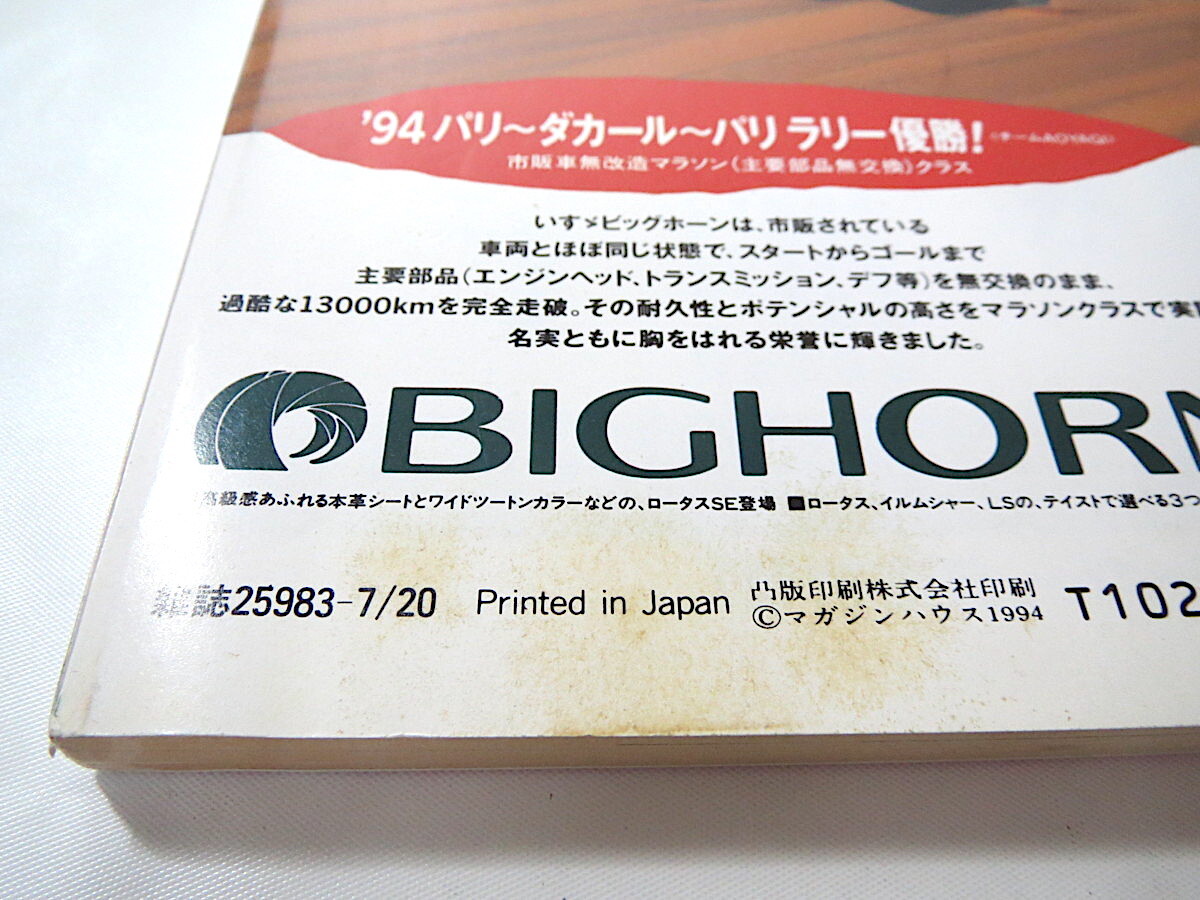 '94 パリ〜ダカール〜パリ ラリー優勝! (チームAOYAGI)
市販車無改造マラソン(主要部品無交換)クラス
いすゞビッグホーンは、市販されている
車両とほぼ同じ状態で、スタートからゴールまで
主要部品(エンジンヘッド、トランスミッション、デフ等)を無交換のまま、
過酷な13000kmを完全走破。その耐久性とポテンシャルの高さをマラソンクラスで実
名実ともに胸をはれる栄誉に輝きました。
BIGHORN
高級感あふれる本革シートとワイドツートンカラーなどの、ロータスSE登場 ■ロータス、イルムシャー、LSの、テイストで選べる3つ
雑誌25983-7/20 Printed in Japan 凸版印刷株式会社印刷
©マガジンハウス1994 T102